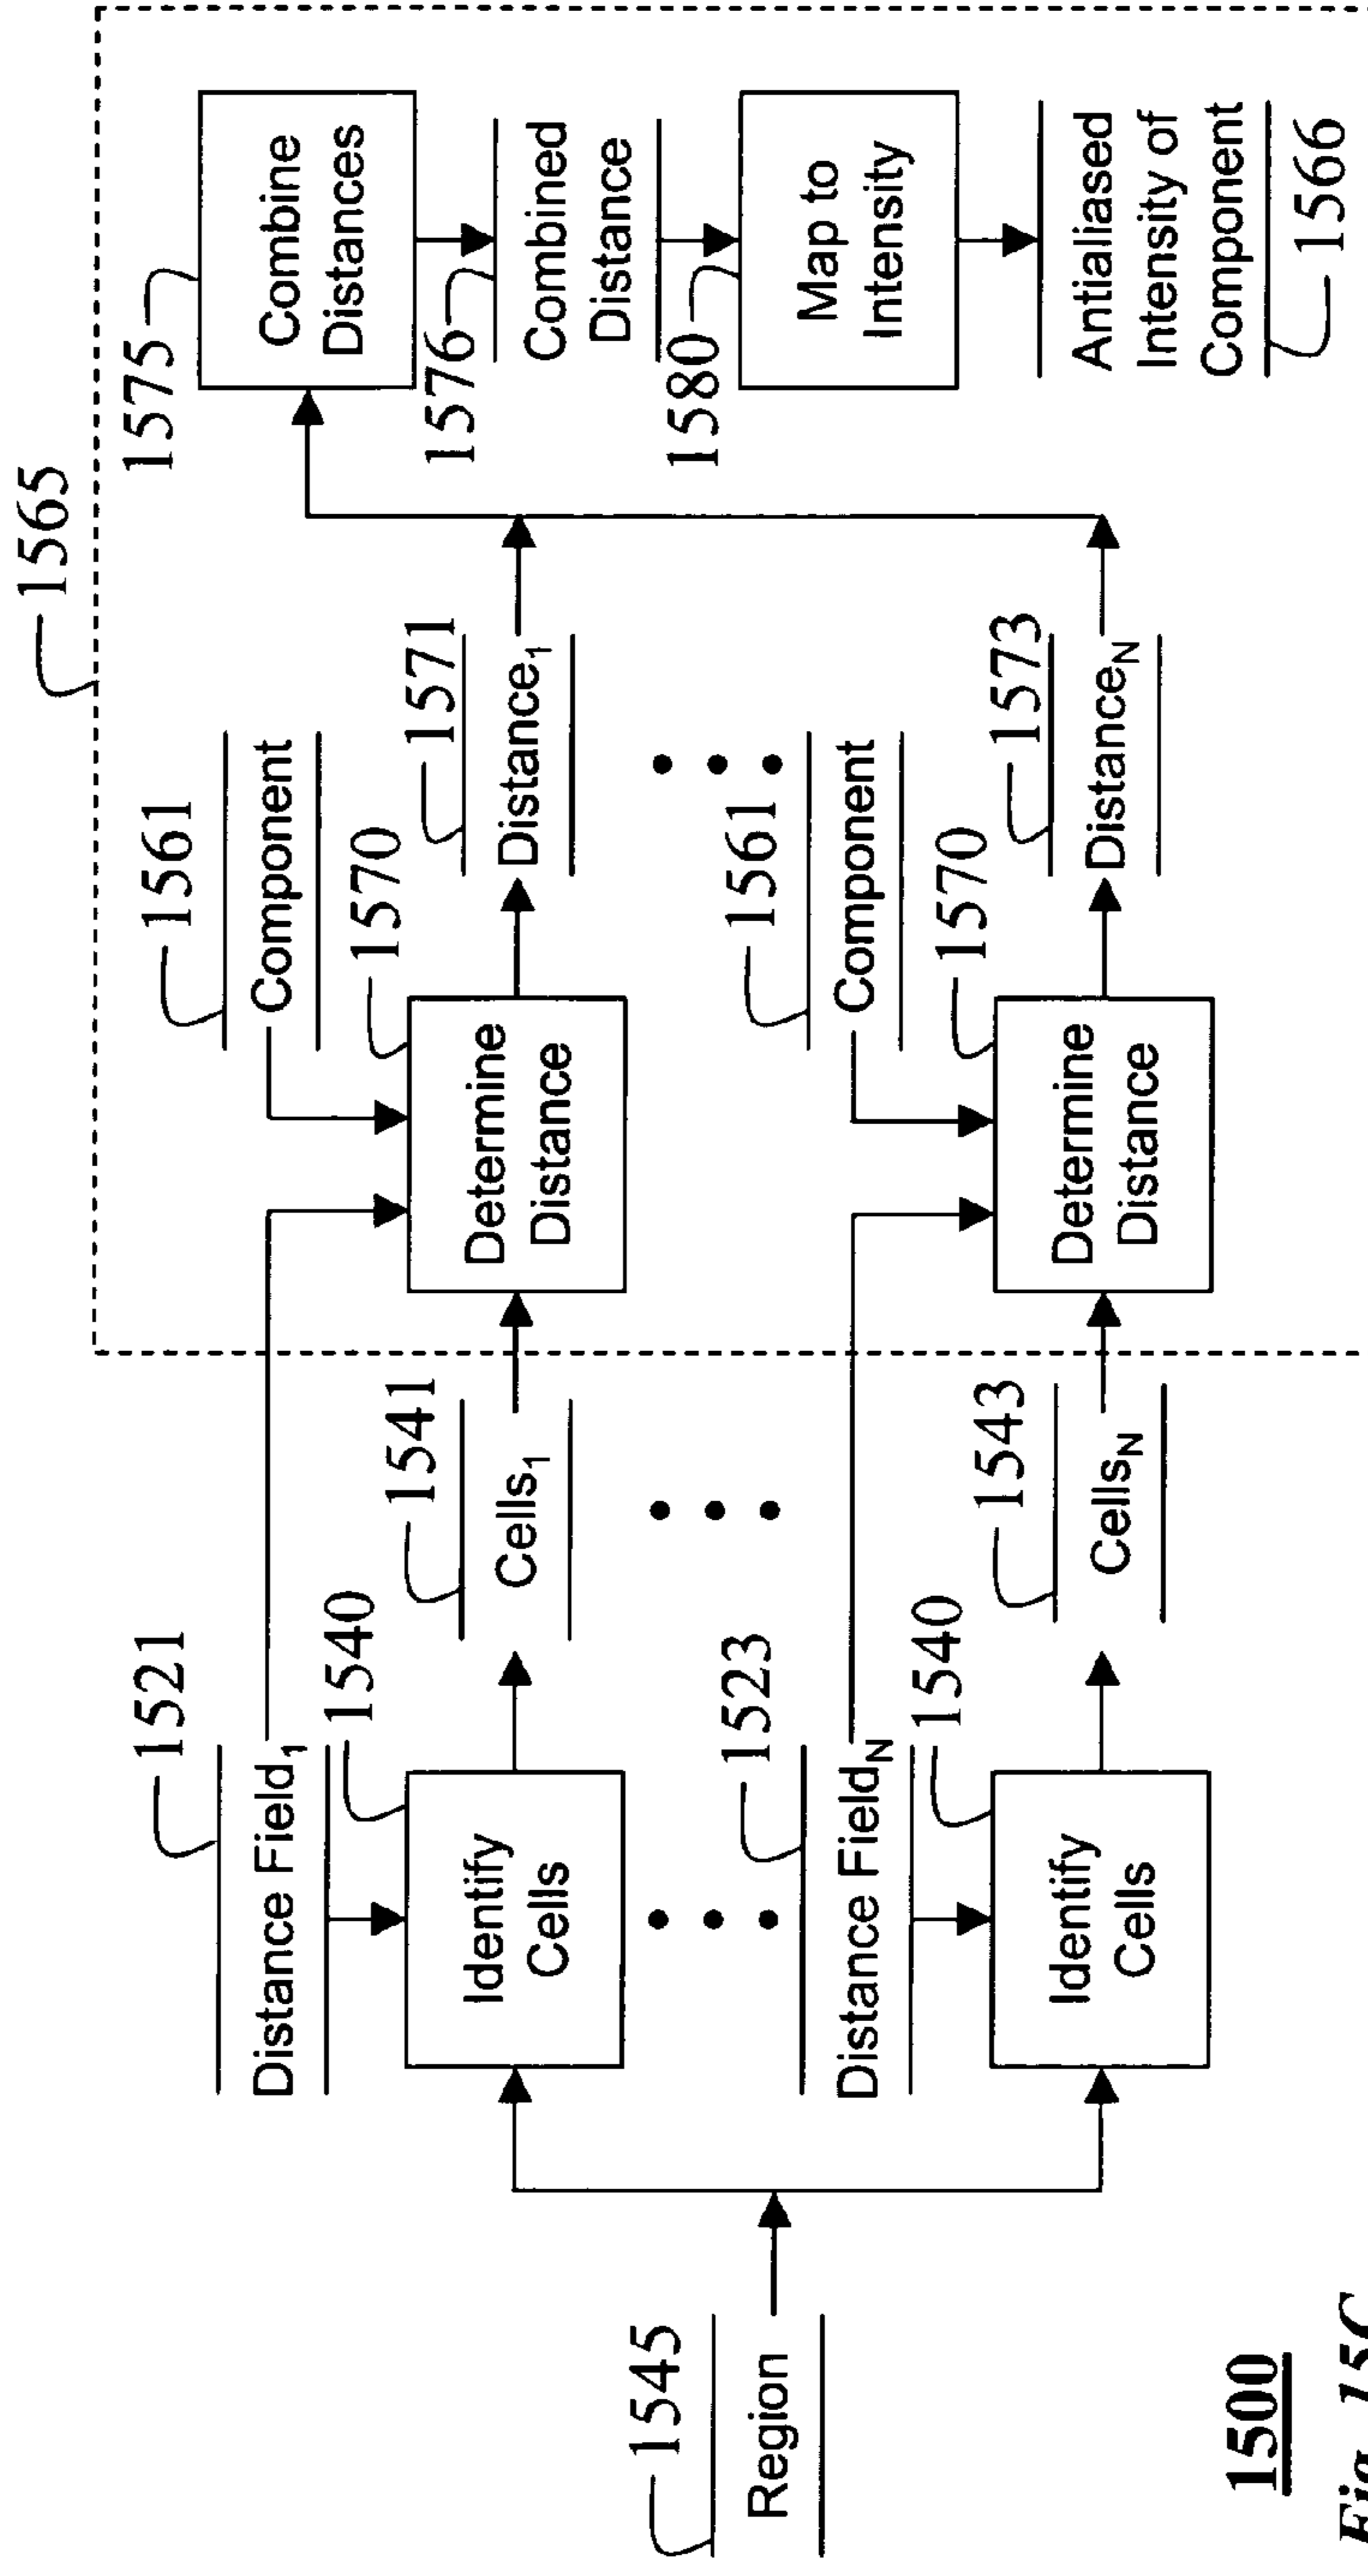 1565
1521
Distance Field1
1540
Identify
Cells
1541
Cells1
1561
Component
1570
Determine
Distance
1571
Distance1
1575
Combine
Distances
1576
Combined
Distance
1580
Map to
Intensity
Antialiased
Intensity of
Component
1566
1545
Region
1523
Distance FieldN
1540
Identify
Cells
1543
CellsN
1561
Component
1570
Determine
Distance
1573
DistanceN
1500
Fig. 15C